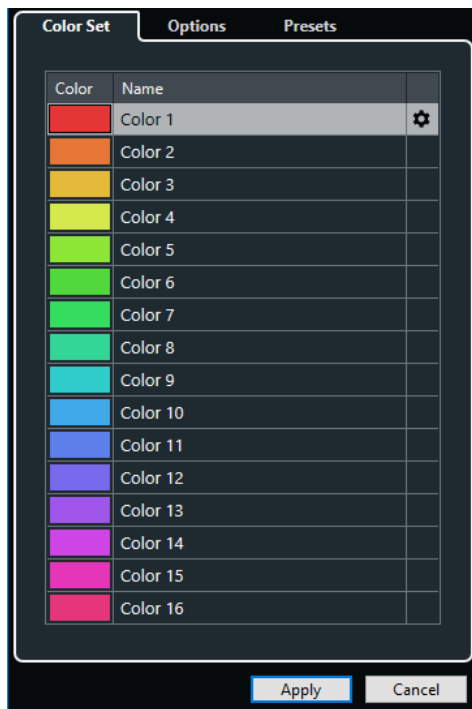 Color Set Options Presets
Color Name
Color 1
Color 2
Color 3
Color 4
Color 5
Color 6
Color 7
Color 8
Color 9
Color 10
Color 11
Color 12
Color 13
Color 14
Color 15
Color 16
Apply Cancel